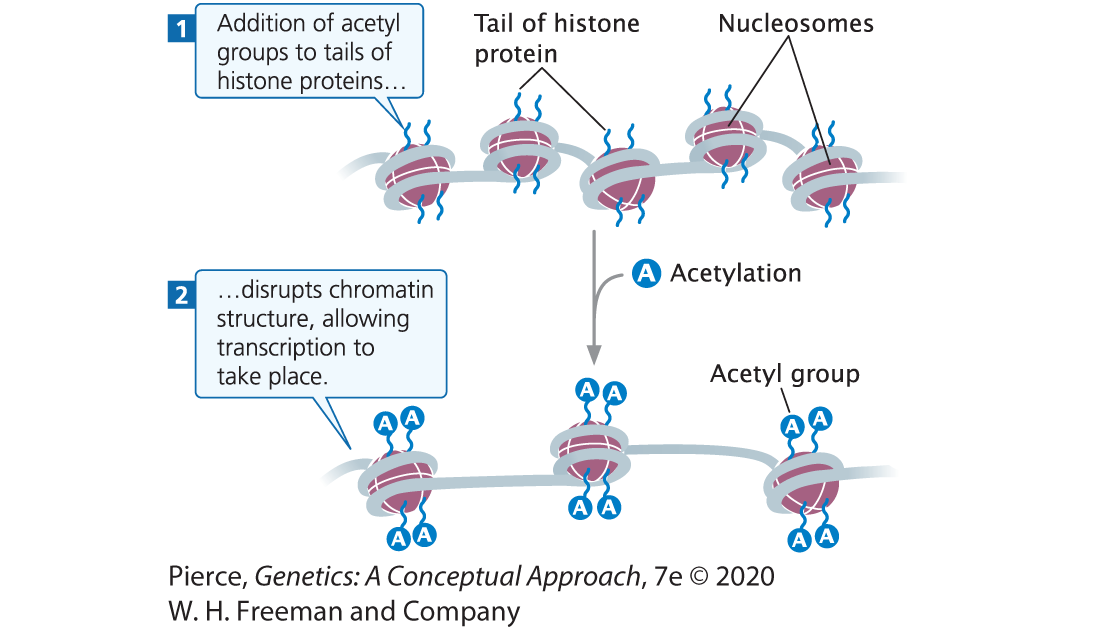 1
Addition of acetyl
groups to tails of
histone proteins…
Tail of histone
protein
Nucleosomes
A Acetylation
2
…disrupts chromatin
structure, allowing
transcription to
take place.
Acetyl group
A A
A A
A A
A A
A A
A A
Pierce, Genetics: A Conceptual Approach, 7e © 2020
W. H. Freeman and Company